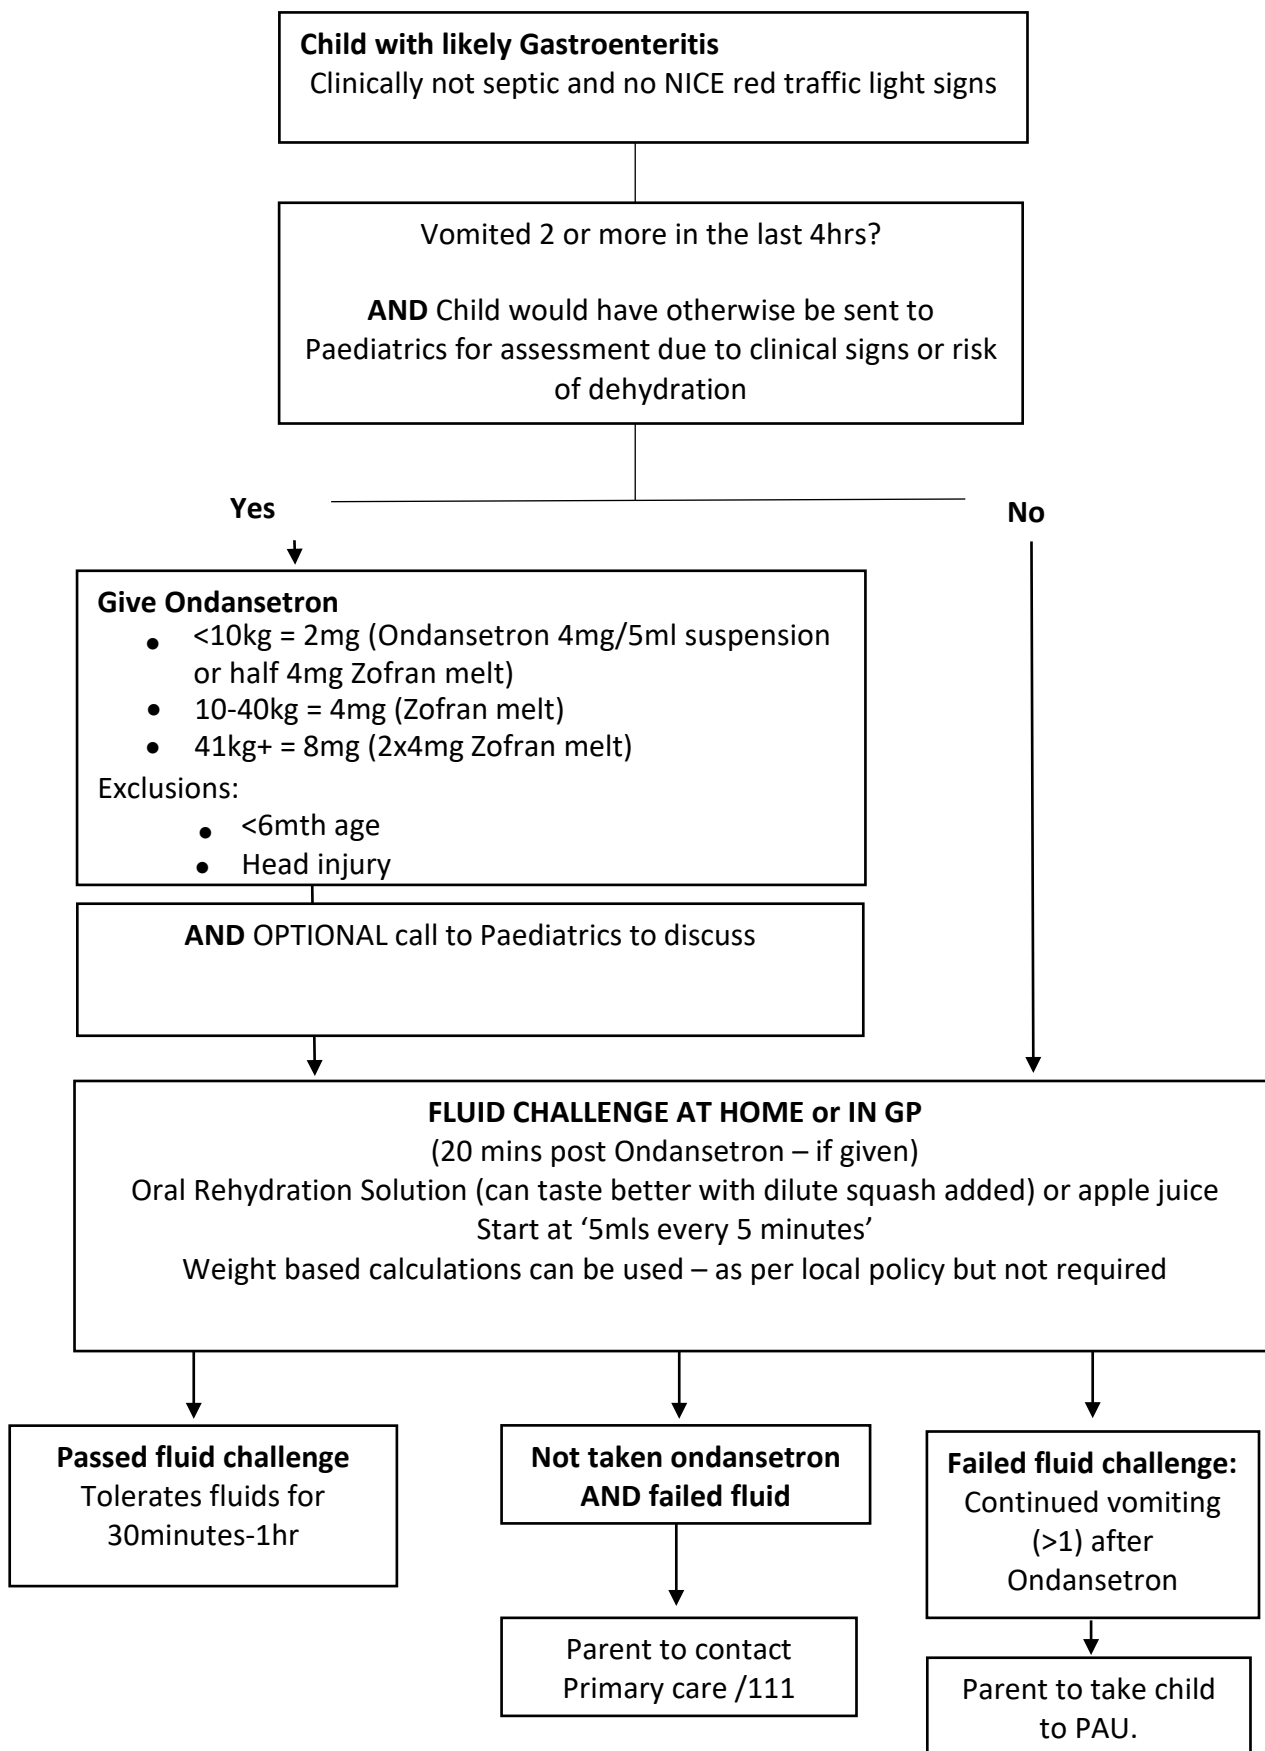 Child with likely Gastroenteritis
Clinically not septic and no NICE red traffic light signs
Vomited 2 or more in the last 4hrs?
AND Child would have otherwise be sent to
Paediatrics for assessment due to clinical signs or risk
of dehydration
Yes
No
Give Ondansetron
• <10kg = 2mg (Ondansetron 4mg/5ml suspension
or half 4mg Zofran melt)
• 10-40kg = 4mg (Zofran melt)
• 41kg+ = 8mg (2x4mg Zofran melt)
Exclusions:
• <6mth age
• Head injury
AND OPTIONAL call to Paediatrics to discuss
FLUID CHALLENGE AT HOME or IN GP
(20 mins post Ondansetron – if given)
Oral Rehydration Solution (can taste better with dilute squash added) or apple juice
Start at ‘5mls every 5 minutes’
Weight based calculations can be used – as per local policy but not required
Passed fluid challenge
Tolerates fluids for
30minutes-1hr
Not taken ondansetron
AND failed fluid
Parent to contact
Primary care /111
Failed fluid challenge:
Continued vomiting
(>1) after
Ondansetron
Parent to take child
to PAU.